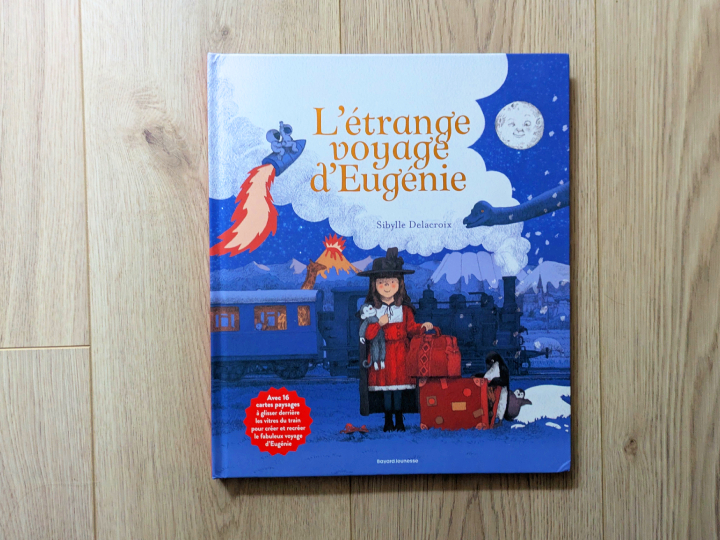 L'étrange
voyage
d'Eugénie
Sibylle Delacroix
Avec 16
cartes paysages
à glisser derrière
les vitres du train
pour créer et recréer
le fabuleux voyage
d'Eugénie
Bayard Jeunesse